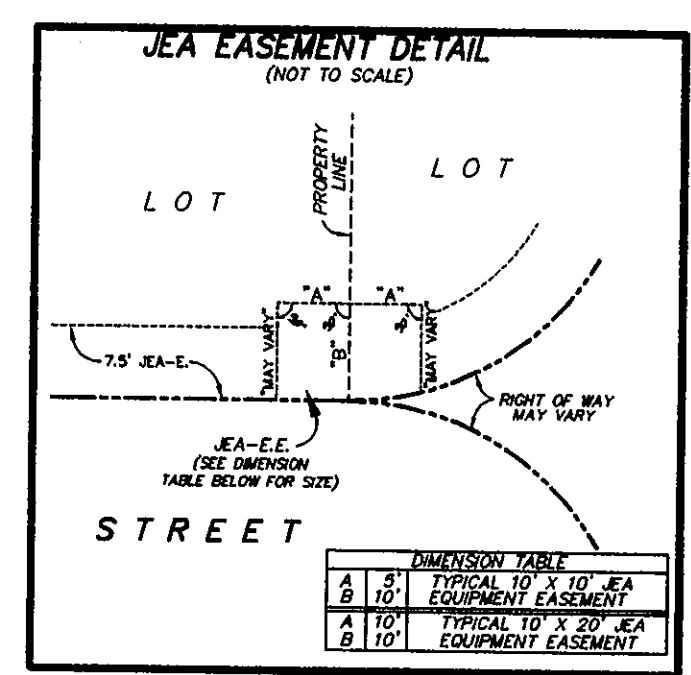 JEA EASEMENT DETAIL
(NOT TO SCALE)
PROPERTY
LINE
LOT
LOT
"A"
"A"
90°
90°
"B"
"MAY VARY"
"MAY VARY"
7.5' JEA-E.
RIGHT OF WAY
MAY VARY
JEA-E.E.
(SEE DIMENSION
TABLE BELOW FOR SIZE)
STREET
DIMENSION TABLE
A 5' TYPICAL 10' X 10' JEA
B 10' EQUIPMENT EASEMENT
A 10' TYPICAL 10' X 20' JEA
B 10' EQUIPMENT EASEMENT